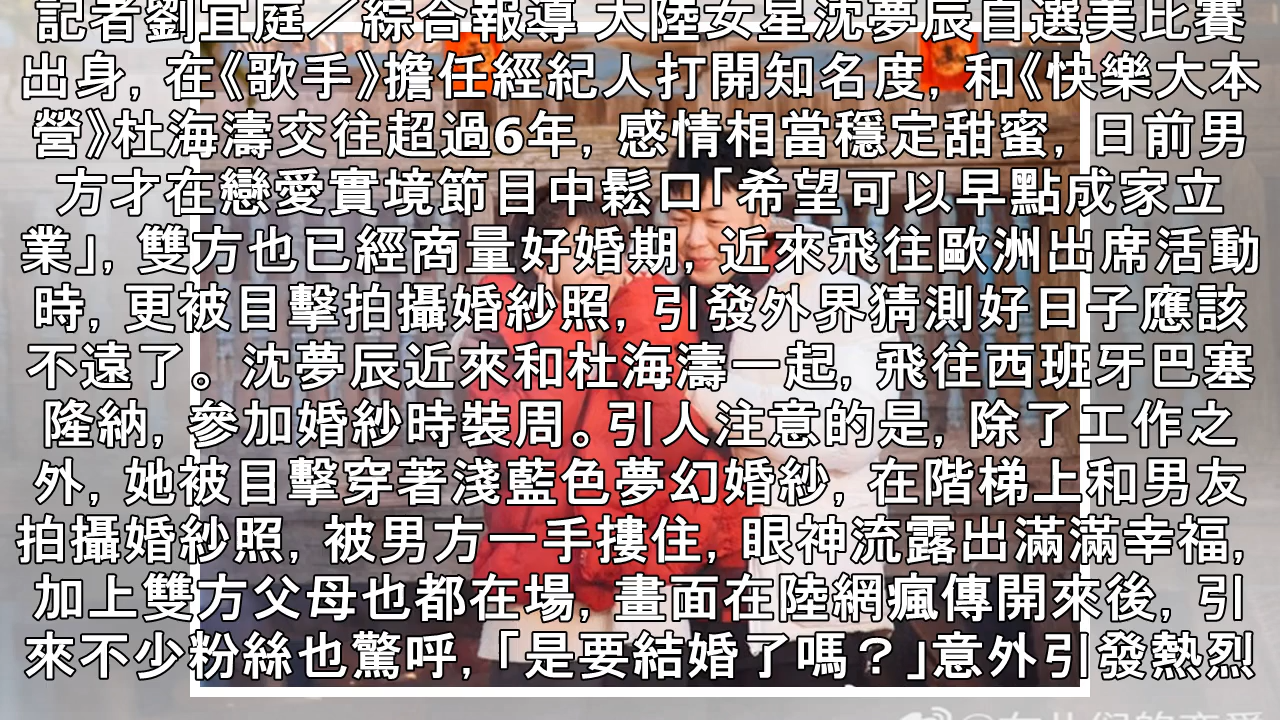 記者劉宜庭／綜合報導 大陸女星沈夢辰自選美比賽
出身, 在《歌手》擔任經紀人打開知名度, 和《快樂大本
營》杜海濤交往超過6年, 感情相當穩定甜蜜, 日前男
方才在戀愛實境節目中鬆口「希望可以早點成家立
業」, 雙方也已經商量好婚期, 近來飛往歐洲出席活動
時, 更被目擊拍攝婚紗照, 引發外界猜測好日子應該
不遠了。沈夢辰近來和杜海濤一起, 飛往西班牙巴塞
隆納, 參加婚紗時裝周。引人注意的是, 除了工作之
外, 她被目擊穿著淺藍色夢幻婚紗, 在階梯上和男友
拍攝婚紗照, 被男方一手摟住, 眼神流露出滿滿幸福,
加上雙方父母也都在場, 畫面在陸網瘋傳開來後, 引
來不少粉絲也驚呼,「是要結婚了嗎？」意外引發熱烈